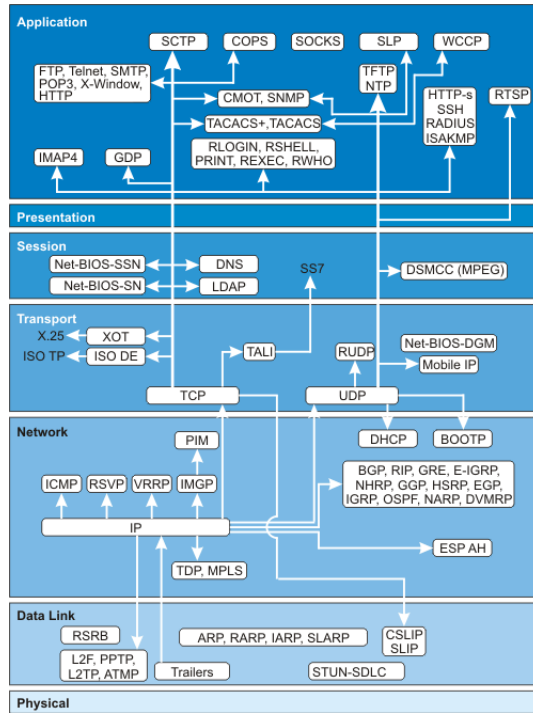 Application
SCTP
COPS
SOCKS
SLP
WCCP
FTP, Telnet, SMTP,
POP3, X-Window,
HTTP
TFTP
NTP
CMOT, SNMP
HTTP-s
SSH
RADIUS
ISAKMP
RTSP
TACACS+,TACACS
RLOGIN, RSHELL,
PRINT, REXEC, RWHO
IMAP4
GDP
Presentation
Session
Net-BIOS-SSN
DNS
SS7
DSMCC (MPEG)
Net-BIOS-SN
LDAP
Transport
X.25
XOT
ISO TP
ISO DE
TALI
RUDP
Net-BIOS-DGM
Mobile IP
TCP
UDP
Network
PIM
DHCP
BOOTP
ICMP
RSVP
VRRP
IMGP
BGP, RIP, GRE, E-IGRP,
NHRP, GGP, HSRP, EGP,
IGRP, OSPF, NARP, DVMRP
IP
ESP AH
TDP, MPLS
Data Link
RSRB
ARP, RARP, IARP, SLARP
CSLIP
SLIP
L2F, PPTP,
L2TP, ATMP
Trailers
STUN-SDLC
Physical